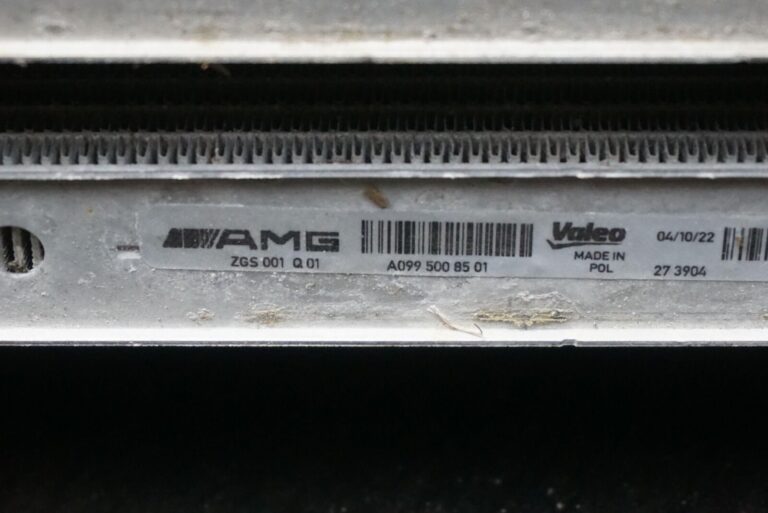 AMG
ZGS 001 Q 01
A099 500 85 01
Valeo
MADE IN
POL
04/10/22
27 3904